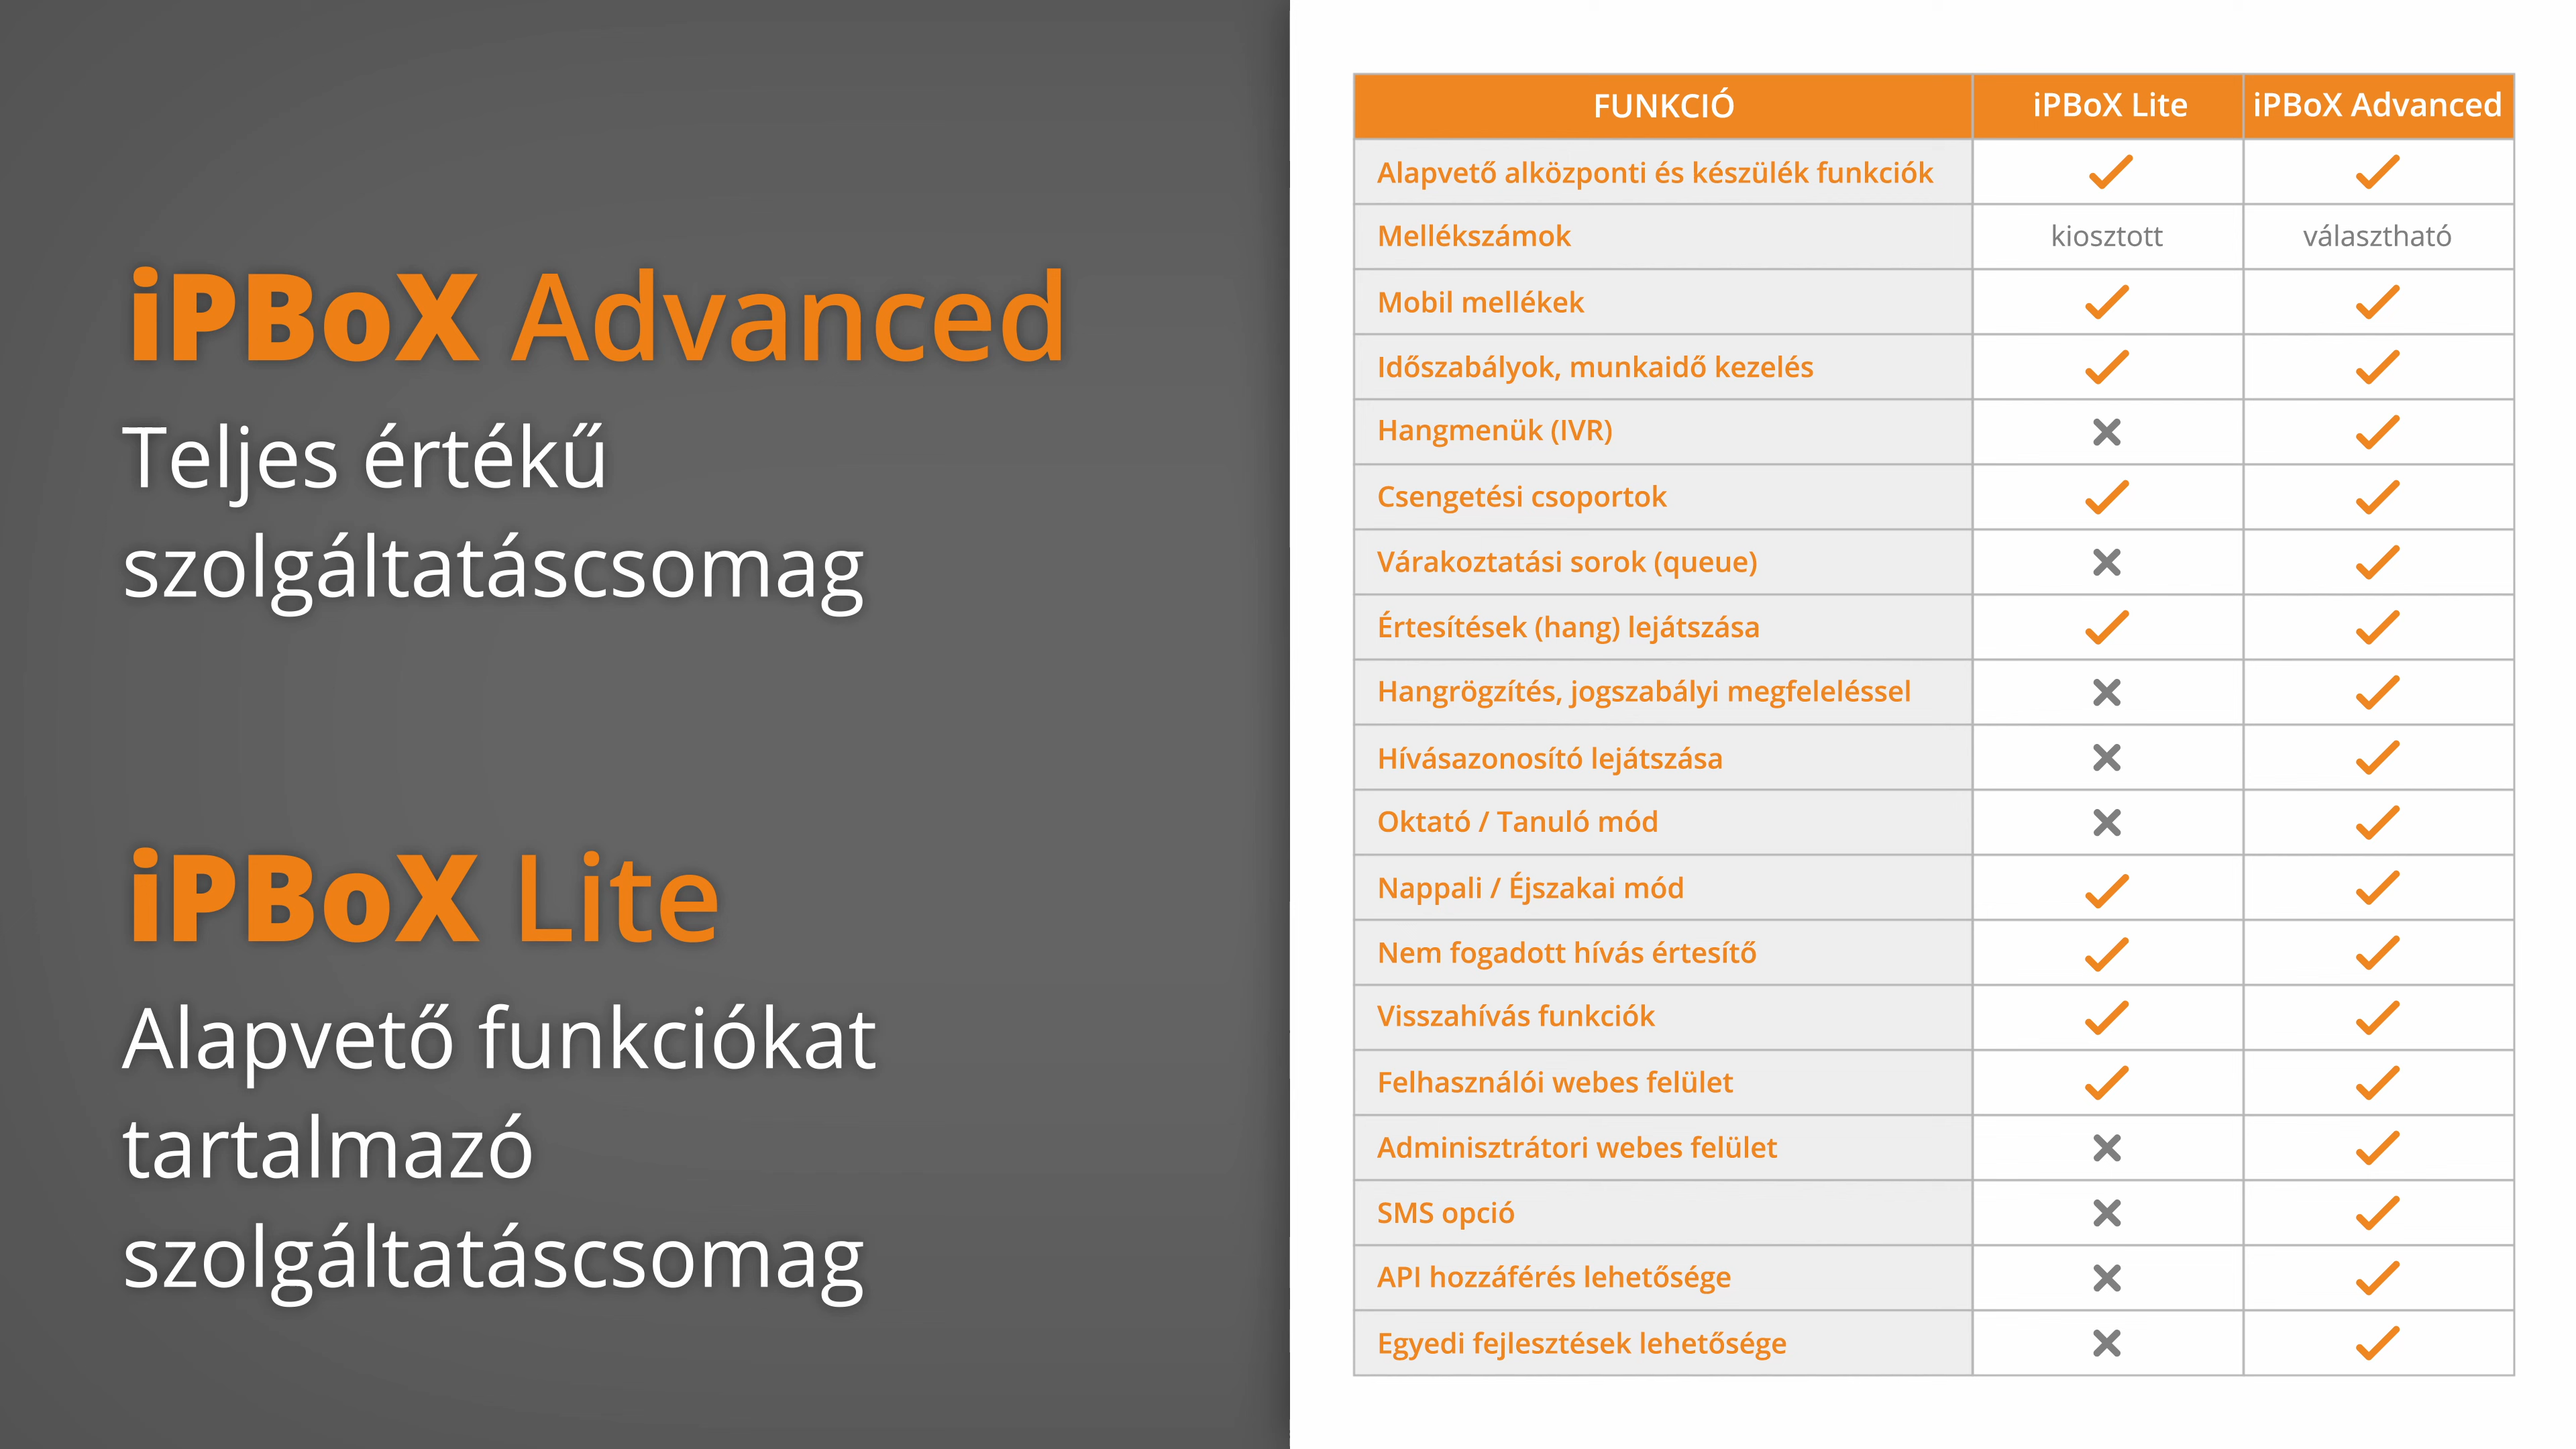 iPBoX Advanced
Teljes értékű
szolgáltatáscsomag
iPBoX Lite
Alapvető funkciókat
tartalmazó
szolgáltatáscsomag
FUNKCIÓ iPBoX Lite iPBoX Advanced
Alapvető alközponti és készülék funkciók ✓ ✓
Mellékszámok kiosztott választható
Mobil mellékek ✓ ✓
Időszabályok, munkaidő kezelés ✓ ✓
Hangmenük (IVR) ✕ ✓
Csengetési csoportok ✓ ✓
Várakoztatási sorok (queue) ✕ ✓
Értesítések (hang) lejátszása ✓ ✓
Hangrögzítés, jogszabályi megfeleléssel ✕ ✓
Hívásazonosító lejátszása ✕ ✓
Oktató / Tanuló mód ✕ ✓
Nappali / Éjszakai mód ✓ ✓
Nem fogadott hívás értesítő ✓ ✓
Visszahívás funkciók ✓ ✓
Felhasználói webes felület ✓ ✓
Adminisztrátori webes felület ✕ ✓
SMS opció ✕ ✓
API hozzáférés lehetősége ✕ ✓
Egyedi fejlesztések lehetősége ✕ ✓